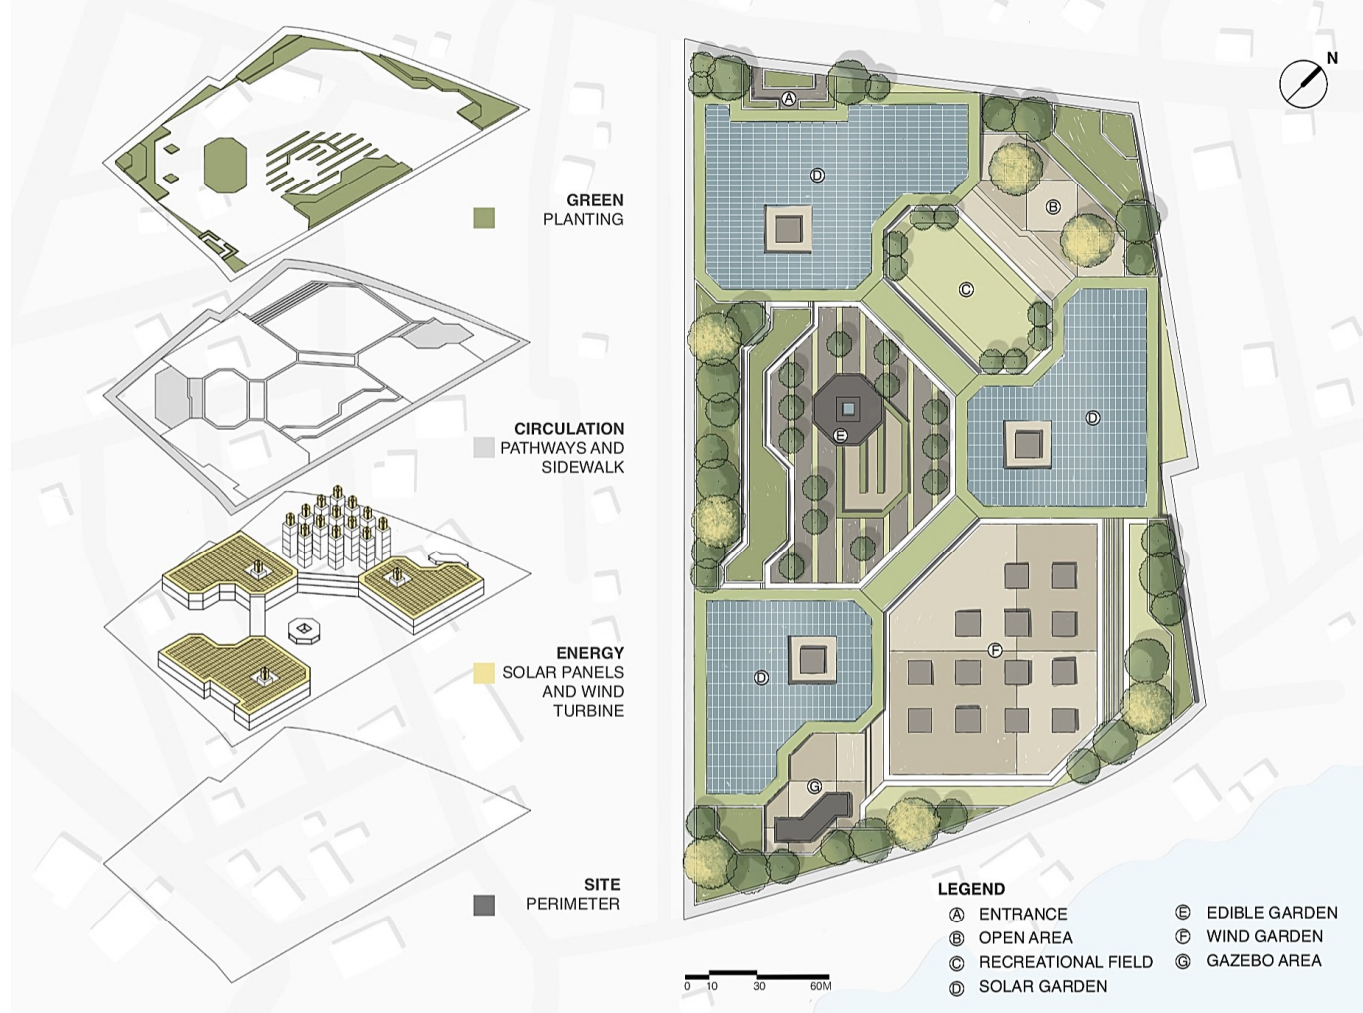 GREEN
PLANTING
CIRCULATION
PATHWAYS AND
SIDEWALK
ENERGY
SOLAR PANELS
AND WIND
TURBINE
SITE
PERIMETER
N
A
D
B
C
E
D
F
D
G
0 10 30 60M
LEGEND
A ENTRANCE
B OPEN AREA
C RECREATIONAL FIELD
D SOLAR GARDEN
E EDIBLE GARDEN
F WIND GARDEN
G GAZEBO AREA